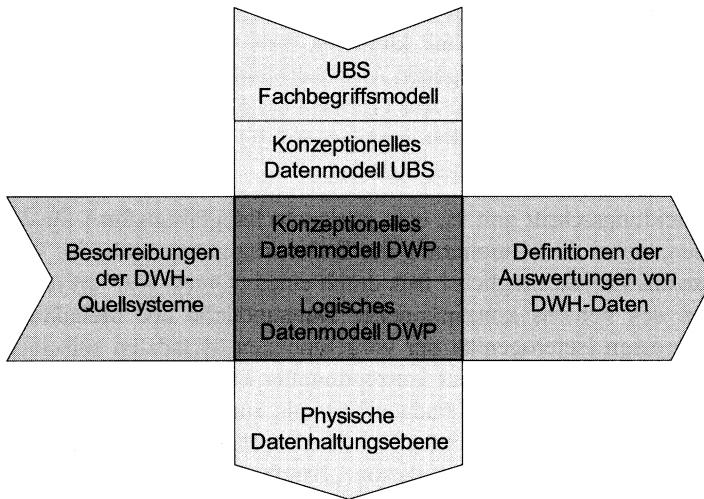 UBS
Fachbegriffsmodell
Konzeptionelles
Datenmodell UBS
Beschreibungen
der DWH-
Quellsysteme
Konzeptionelles
Datenmodell DWP
Logisches
Datenmodell DWP
Definitionen der
Auswertungen von
DWH-Daten
Physische
Datenhaltungsebene